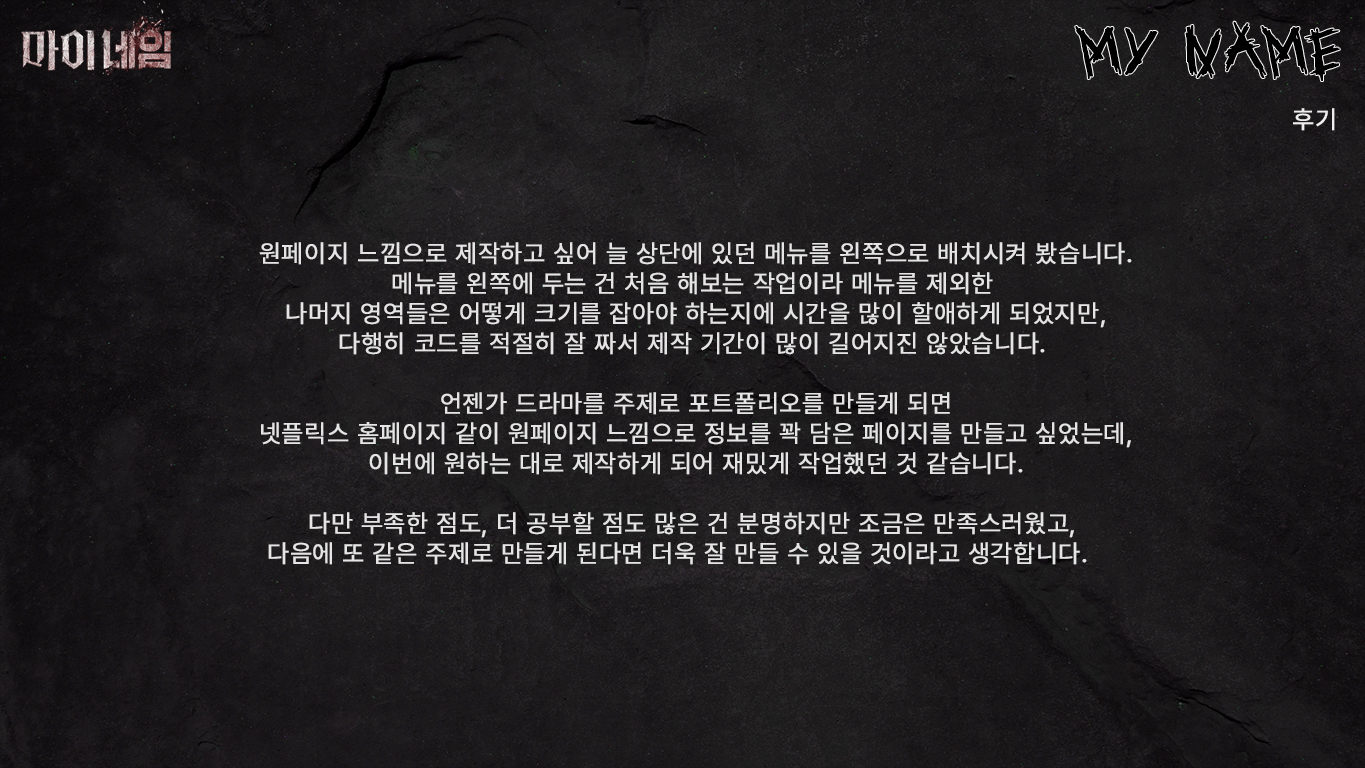 마이네임
MY NAME
후기
원페이지 느낌으로 제작하고 싶어 늘 상단에 있던 메뉴를 왼쪽으로 배치시켜 봤습니다.
메뉴를 왼쪽에 두는 건 처음 해보는 작업이라 메뉴를 제외한
나머지 영역들은 어떻게 크기를 잡아야 하는지에 시간을 많이 할애하게 되었지만,
다행히 코드를 적절히 잘 짜서 제작 기간이 많이 길어지진 않았습니다.
언젠가 드라마를 주제로 포트폴리오를 만들게 되면
넷플릭스 홈페이지 같이 원페이지 느낌으로 정보를 꽉 담은 페이지를 만들고 싶었는데,
이번에 원하는 대로 제작하게 되어 재밌게 작업했던 것 같습니다.
다만 부족한 점도, 더 공부할 점도 많은 건 분명하지만 조금은 만족스러웠고,
다음에 또 같은 주제로 만들게 된다면 더욱 잘 만들 수 있을 것이라고 생각합니다.